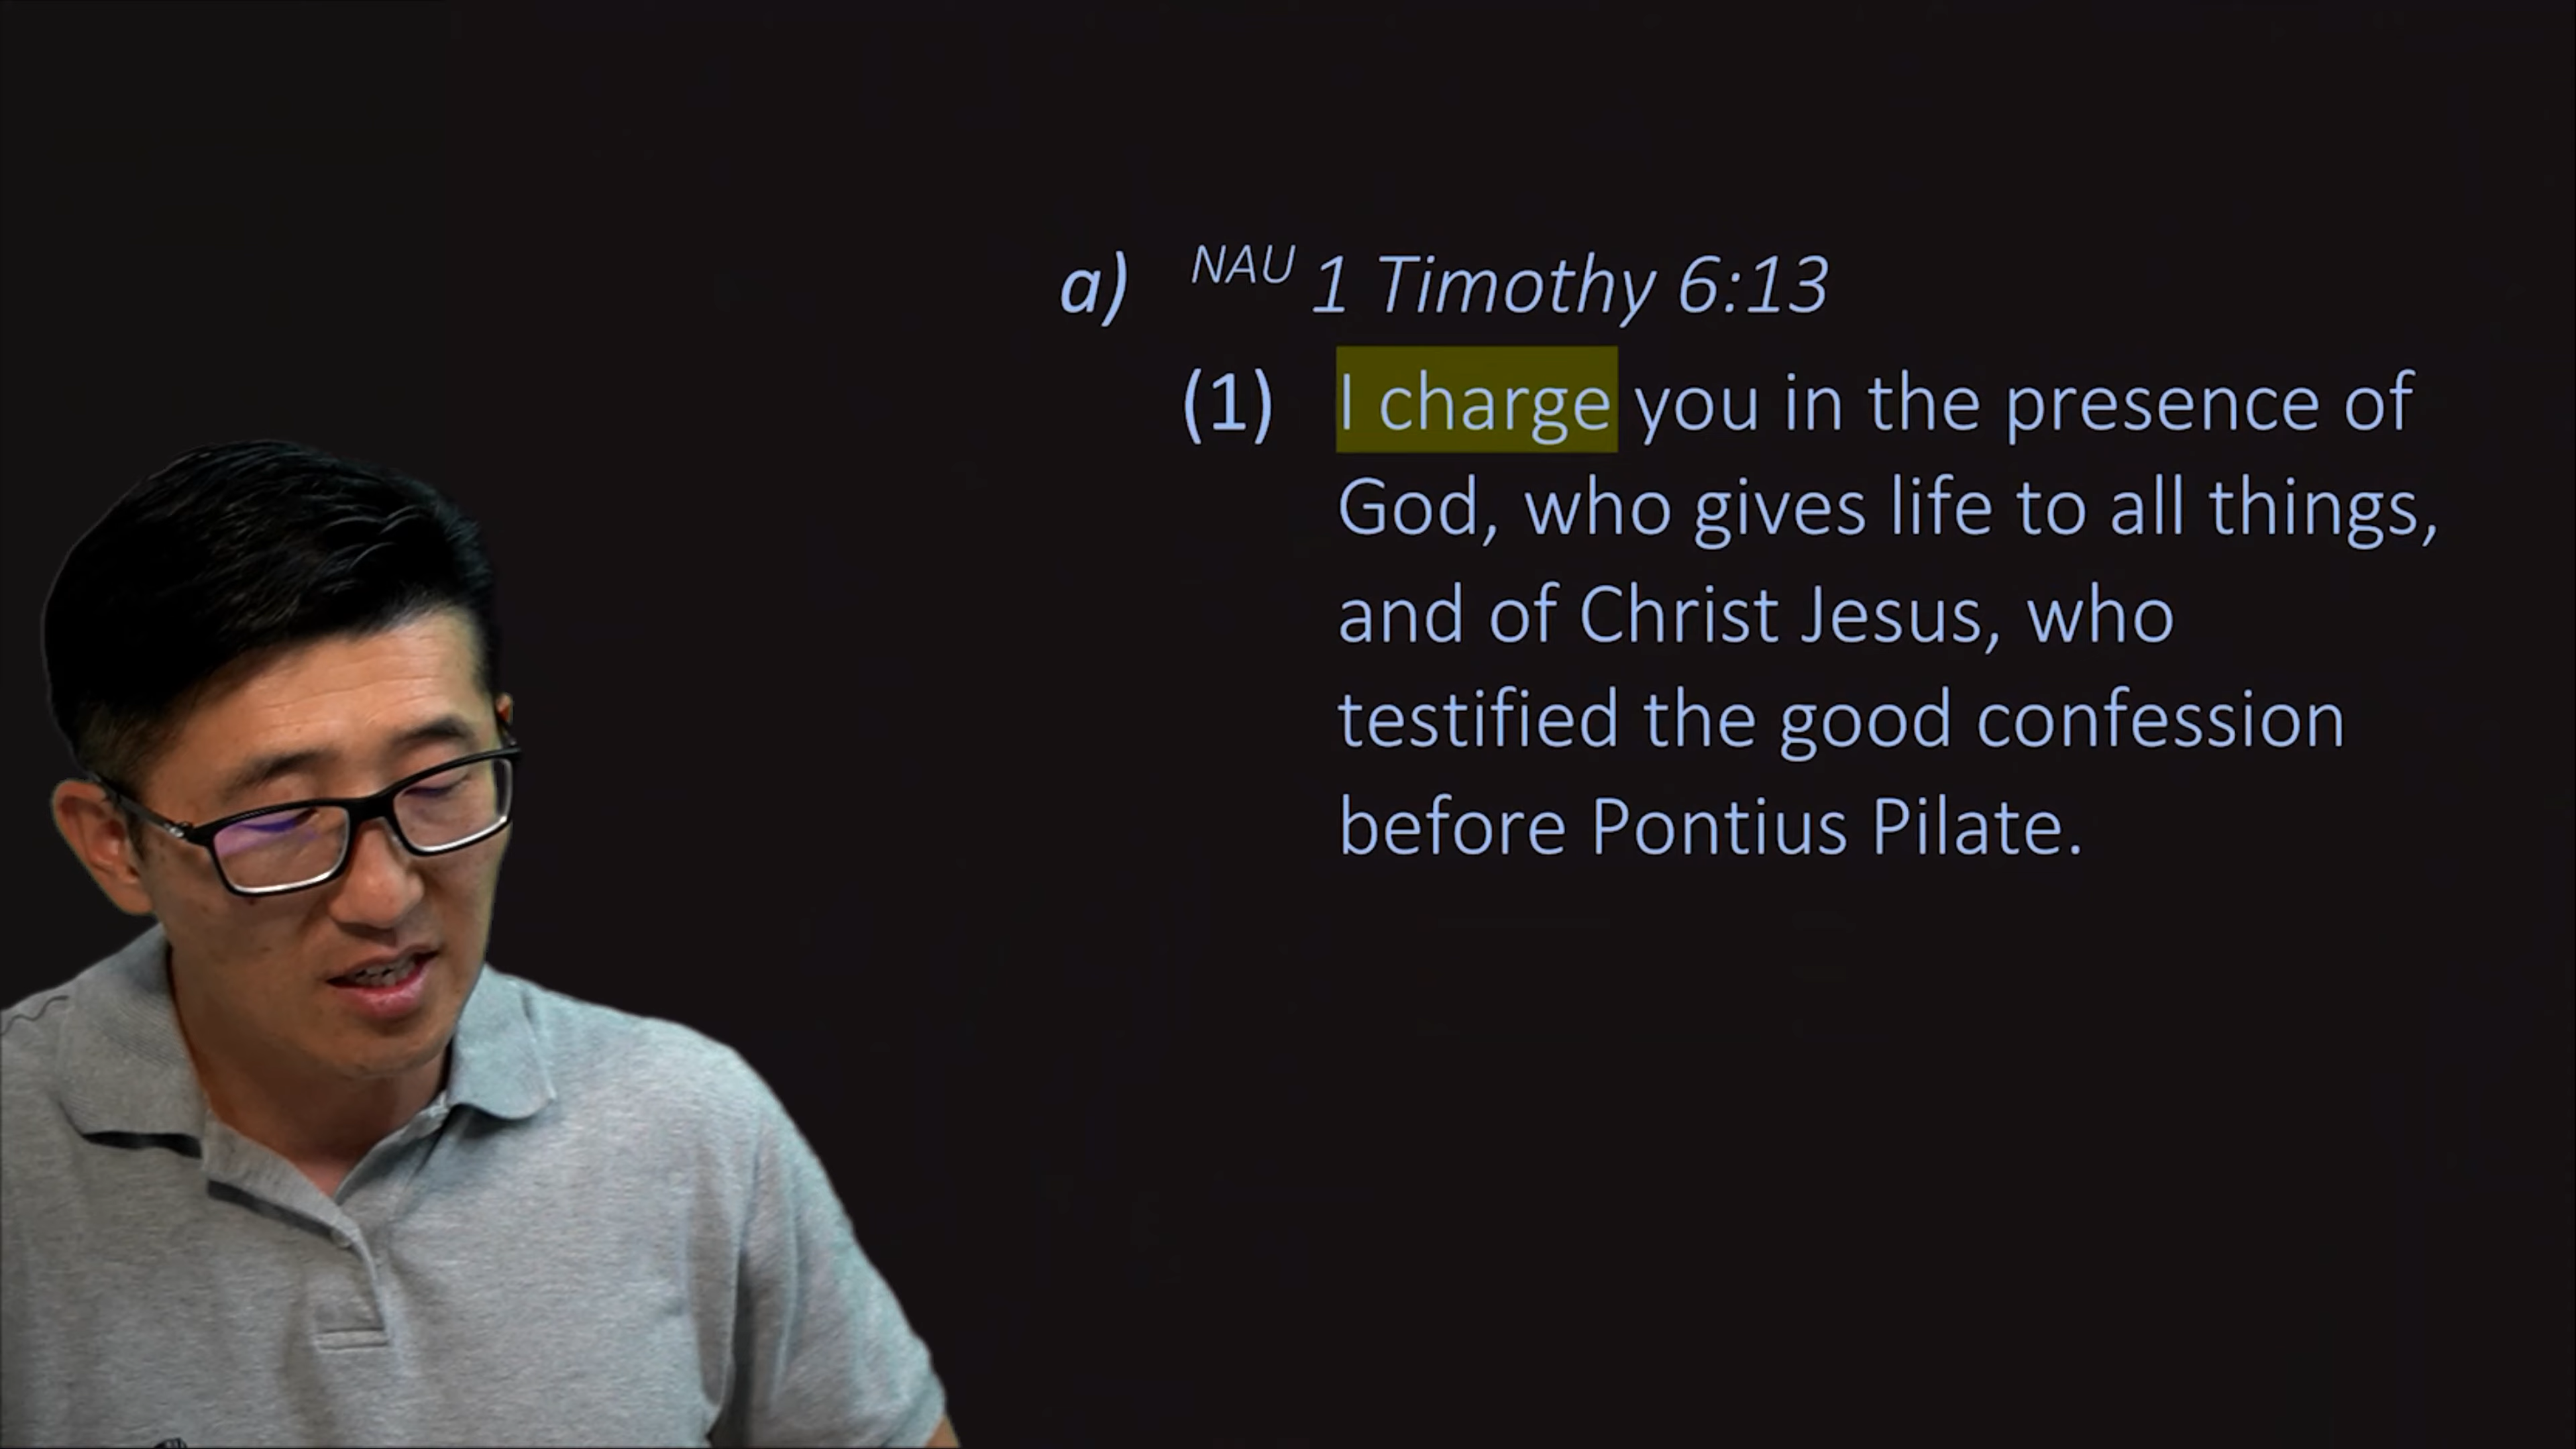 a) NAU 1 Timothy 6:13
(1) I charge you in the presence of
God, who gives life to all things,
and of Christ Jesus, who
testified the good confession
before Pontius Pilate.